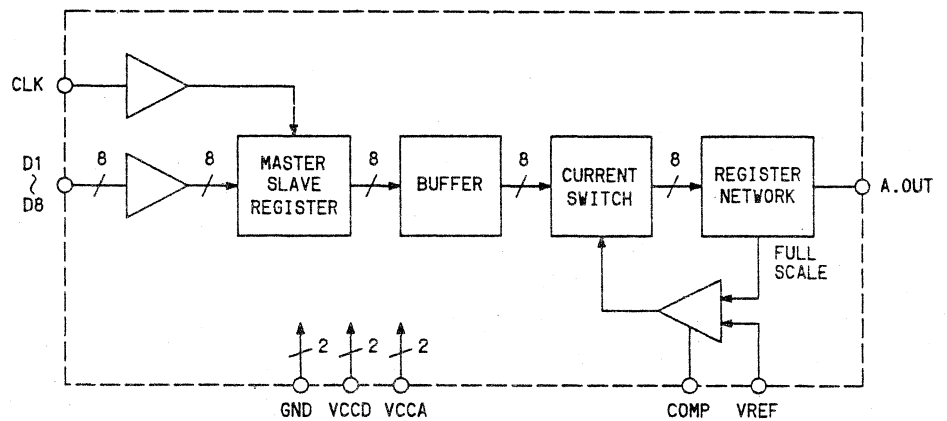 CLK
D1
~
D8
8
8
MASTER
SLAVE
REGISTER
8
BUFFER
8
CURRENT
SWITCH
8
REGISTER
NETWORK
A.OUT
FULL
SCALE
2
2
2
GND
VCCD
VCCA
COMP
VREF